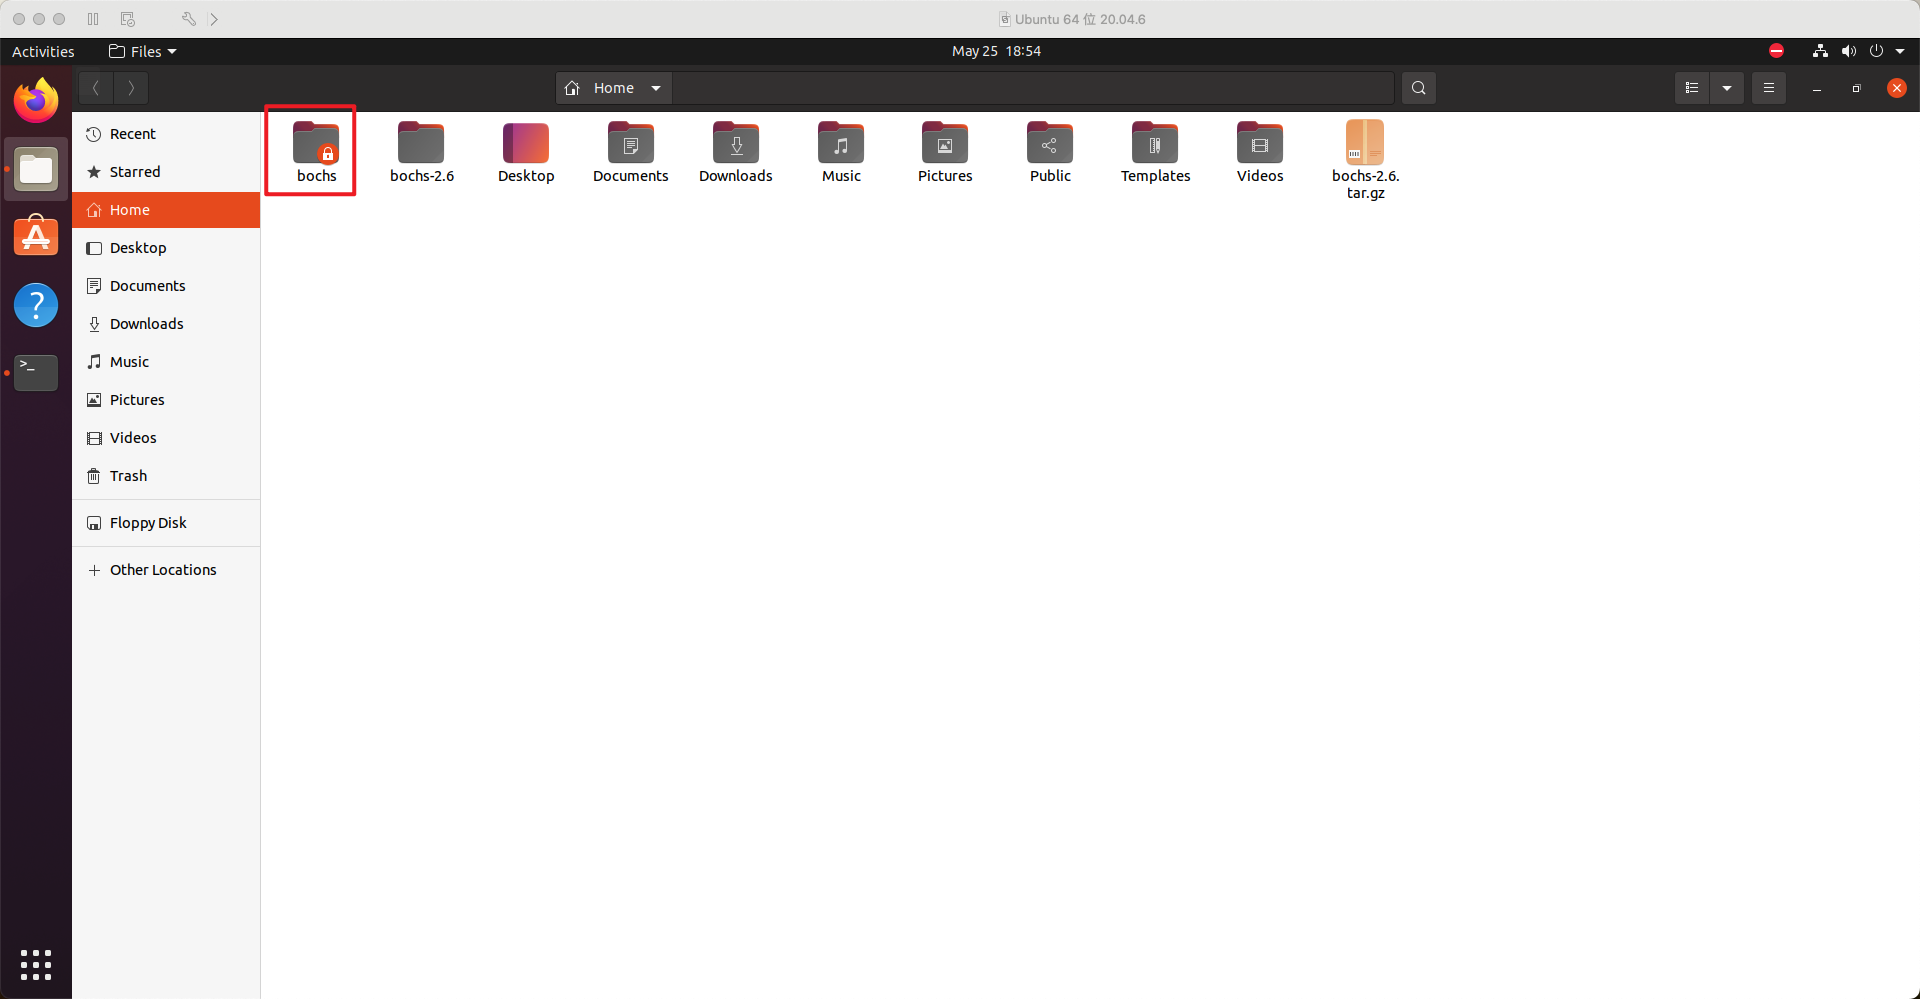 Ubuntu 64 位 20.04.6
Activities
Files
May 25 18:54
Home
Recent
Starred
Home
Desktop
Documents
Downloads
Music
Pictures
Videos
Trash
Floppy Disk
Other Locations
bochs
bochs-2.6
Desktop
Documents
Downloads
Music
Pictures
Public
Templates
Videos
bochs-2.6.
tar.gz